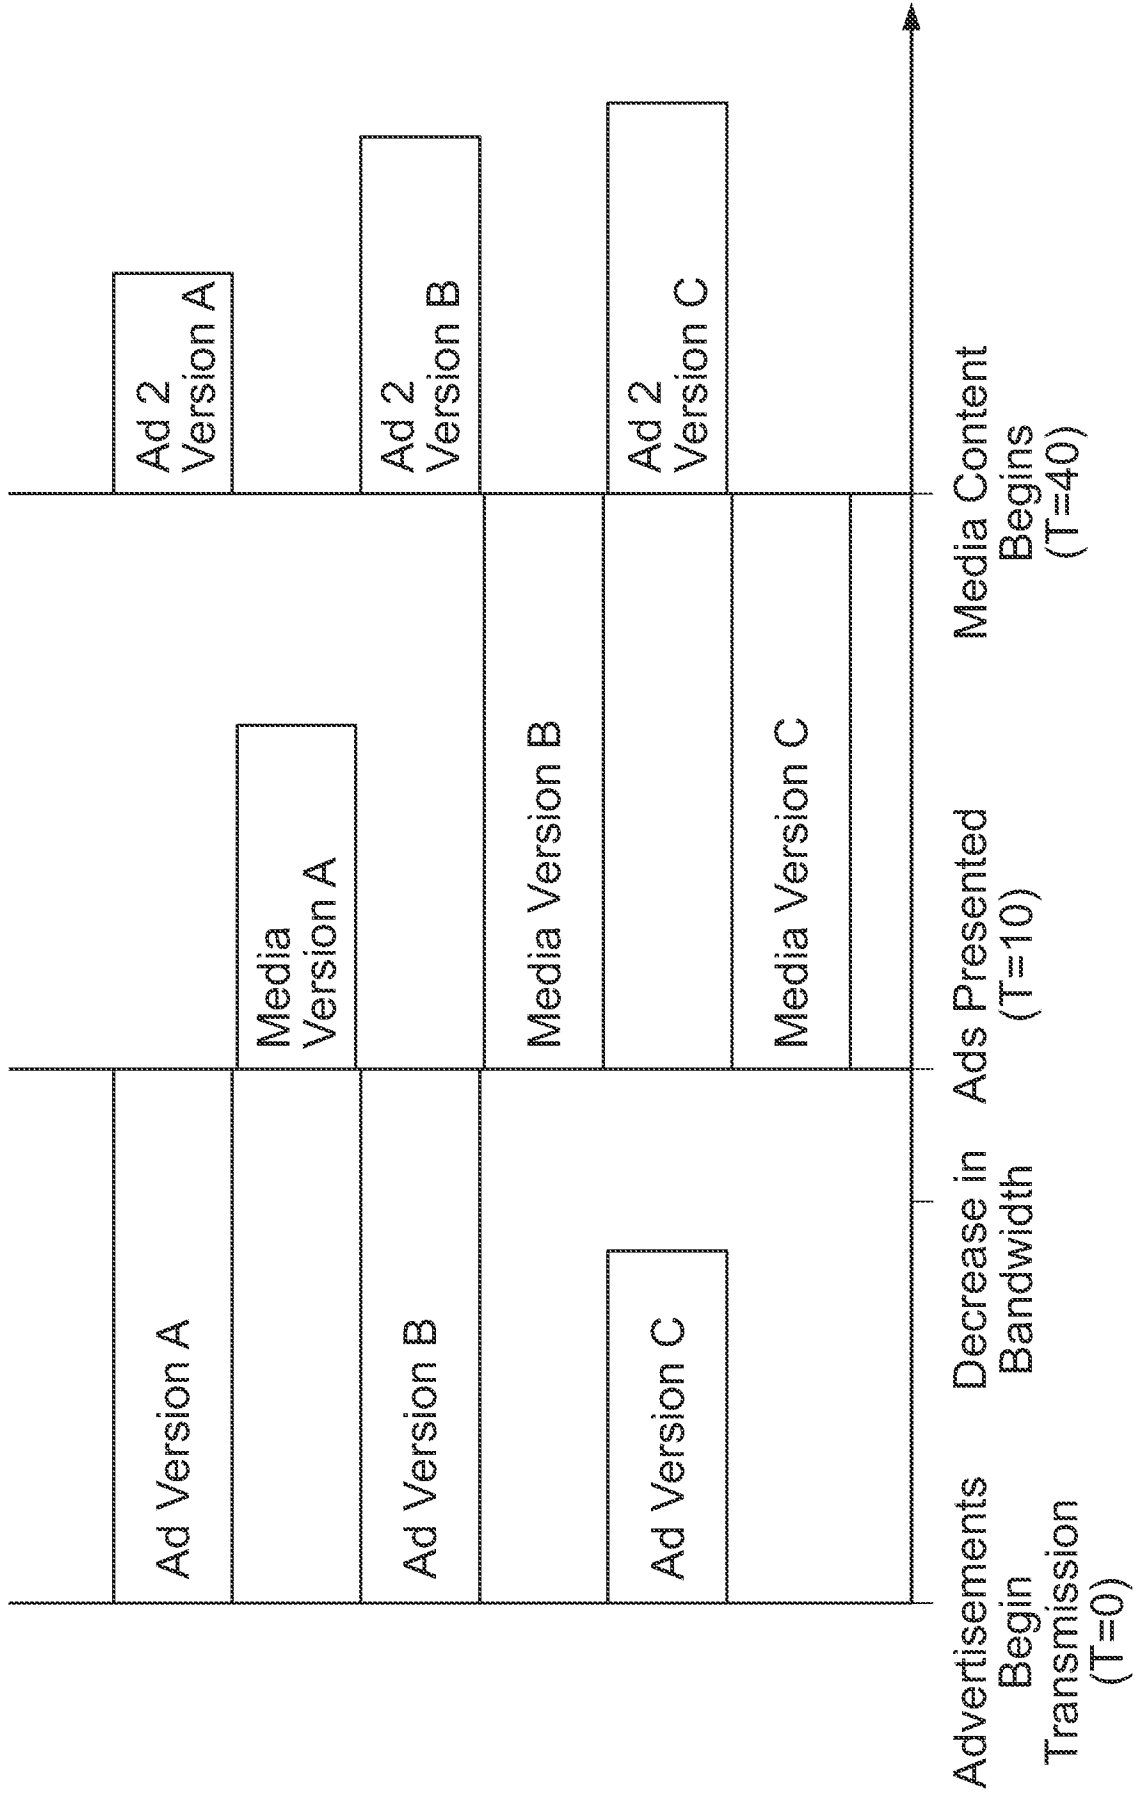 Ad Version A
Ad 2
Version A
Media
Version A
Ad Version B
Ad 2
Version B
Media Version B
Ad Version C
Ad 2
Version C
Media Version C
Advertisements
Begin
Transmission
(T=0)
Decrease in
Bandwidth
Ads Presented
(T=10)
Media Content
Begins
(T=40)